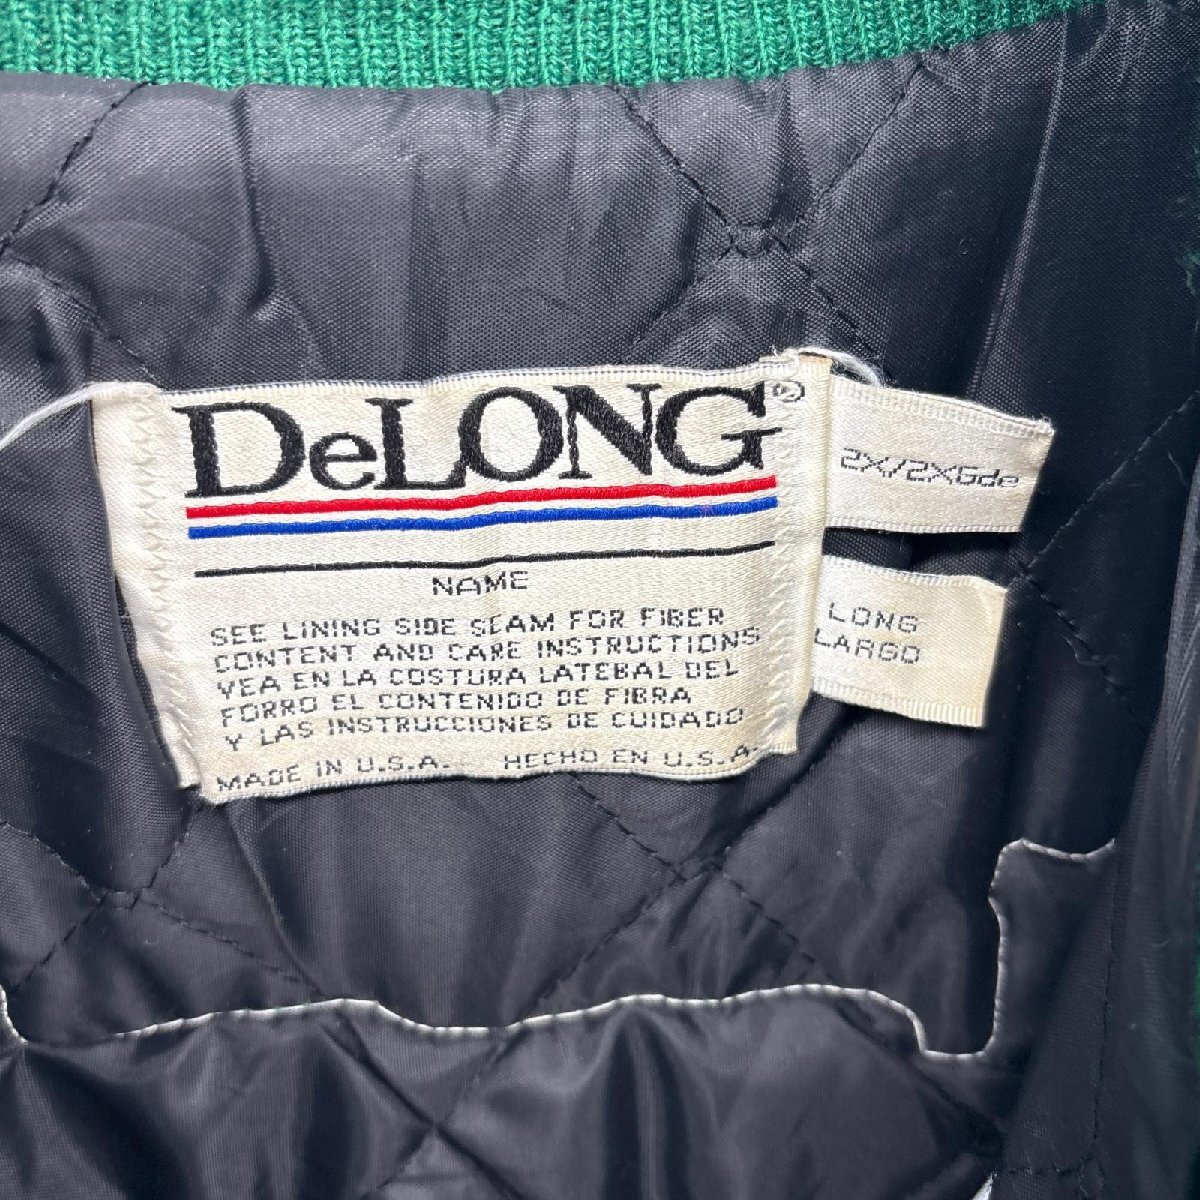 DeLONG®
NAME
SEE LINING SIDE SEAM FOR FIBER
CONTENT AND CARE INSTRUCTIONS
VEA EN LA COSTURA LATERAL DEL
FORRO EL CONTENIDO DE FIBRA
Y LAS INSTRUCCIONES DE CUIDADO
MADE IN U.S.A. HECHO EN U.S.A.
2X/2XGde
LONG
LARGO